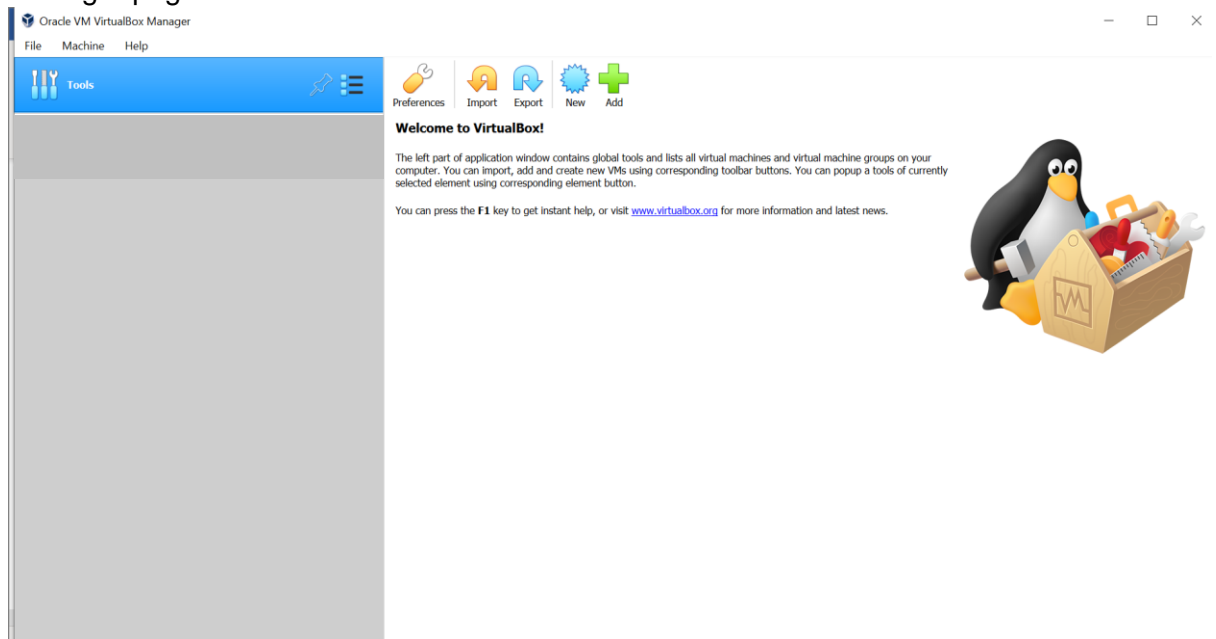 Oracle VM VirtualBox Manager
File Machine Help
Tools
Preferences Import Export New Add
Welcome to VirtualBox!
The left part of application window contains global tools and lists all virtual machines and virtual machine groups on your
computer. You can import, add and create new VMs using corresponding toolbar buttons. You can popup a tools of currently
selected element using corresponding element button.
You can press the F1 key to get instant help, or visit www.virtualbox.org for more information and latest news.